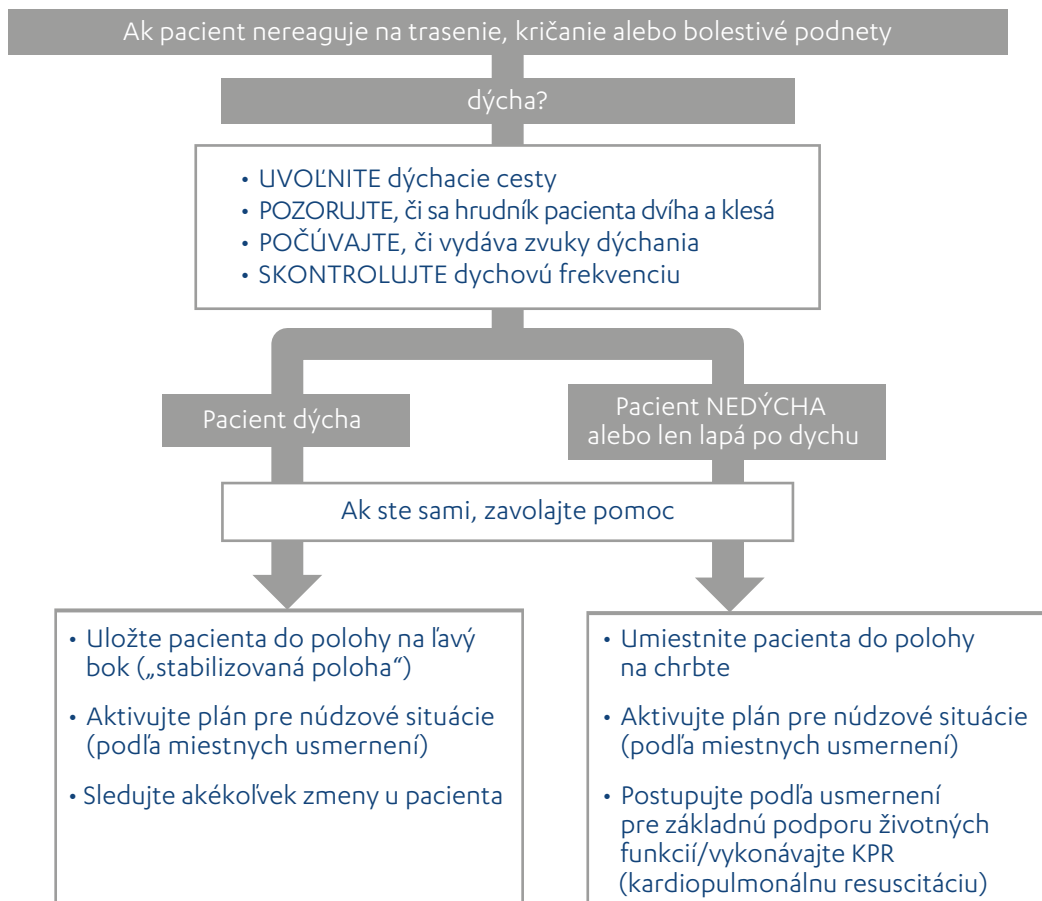 Ak pacient nereaguje na trasenie, kričanie alebo bolestivé podnety
dýcha?
• UVOĽNITE dýchacie cesty
• POZORUJTE, či sa hrudník pacienta dvíha a klesá
• POČÚVAJTE, či vydáva zvuky dýchania
• SKONTROLUJTE dychovú frekvenciu
Pacient dýcha
Pacient NEDÝCHA
alebo len lapá po dychu
Ak ste sami, zavolajte pomoc
• Uložte pacienta do polohy na ľavý
bok („stabilizovaná poloha“)
• Aktivujte plán pre núdzové situácie
(podľa miestnych usmernení)
• Sledujte akékoľvek zmeny u pacienta
• Umiestnite pacienta do polohy
na chrbte
• Aktivujte plán pre núdzové situácie
(podľa miestnych usmernení)
• Postupujte podľa usmernení
pre základnú podporu životných
funkcií/vykonávajte KPR
(kardiopulmonálnu resuscitáciu)